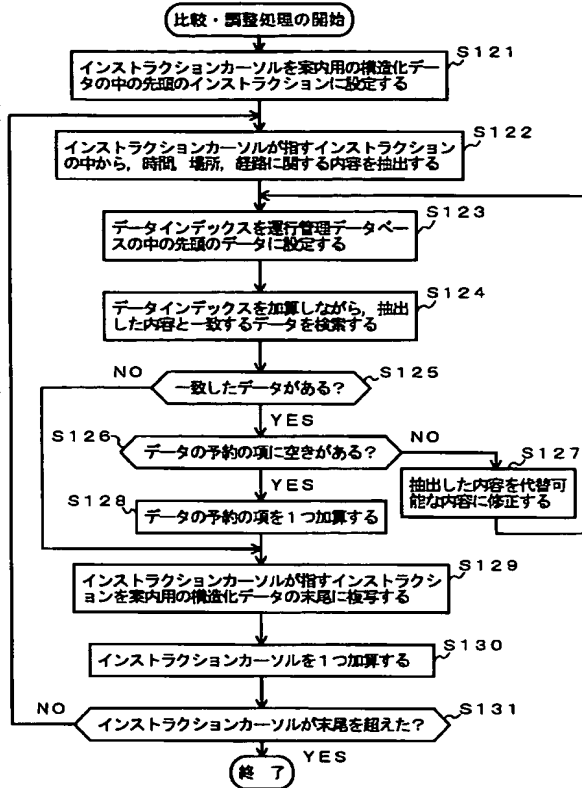 比較・調整処理の開始
S121
インストラクションカーソルを案内用の構造化デー
タの中の先頭のインストラクションに設定する
S122
インストラクションカーソルが指すインストラクション
の中から，時間，場所，経路に関する内容を抽出する
S123
データインデックスを運行管理データベー
スの中の先頭のデータに設定する
S124
データインデックスを加算しながら，抽出
した内容と一致するデータを検索する
NO
一致したデータがある？
S125
YES
S126
データの予約の項に空きがある？
NO
S127
抽出した内容を代替可
能な内容に修正する
YES
S128
データの予約の項を１つ加算する
S129
インストラクションカーソルが指すインストラクショ
ンを案内用の構造化データの末尾に複写する
S130
インストラクションカーソルを１つ加算する
NO
インストラクションカーソルが末尾を超えた？
S131
YES
終 了